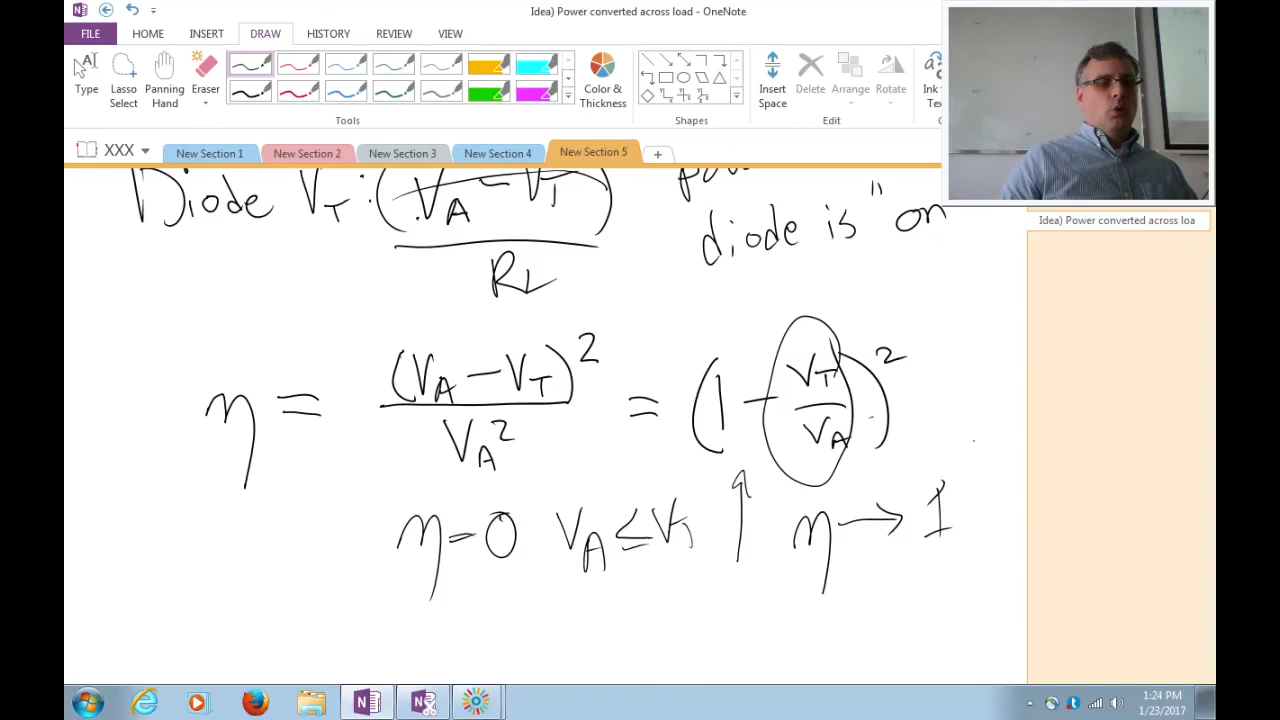 Idea) Power converted across load - OneNote
FILE HOME INSERT DRAW HISTORY REVIEW VIEW
Type
Lasso Select
Panning Hand
Eraser
Color & Thickness
Insert Space
Delete
Arrange
Rotate
Ink to
Tools
Shapes
Edit
XXX New Section 1 New Section 2 New Section 3 New Section 4 New Section 5 +
Idea) Power converted across loa
Diode V_T : (V_A - V_T)
R_L
diode is "on
η = (V_A - V_T)² / V_A² = (1 - V_T / V_A)²
η = 0 V_A ≤ V_T ↑ η → 1
1:24 PM
1/23/2017